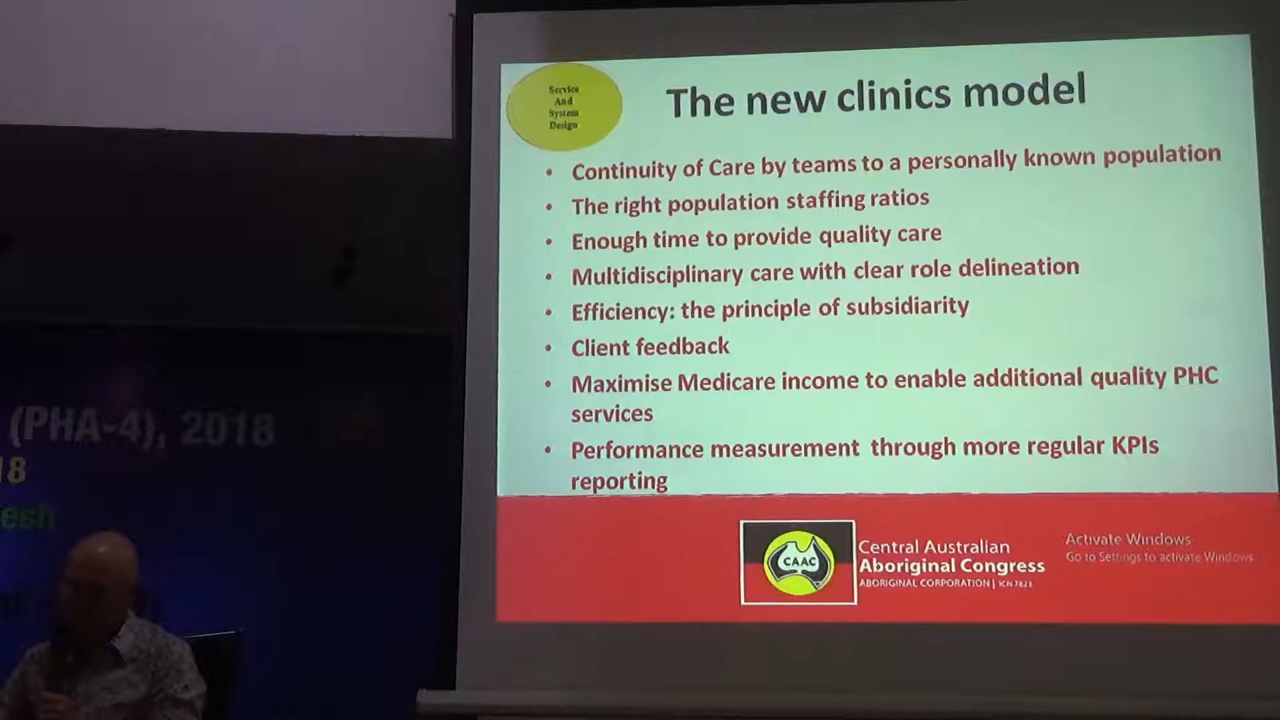 Service
And
System
Design
The new clinics model
• Continuity of Care by teams to a personally known population
• The right population staffing ratios
• Enough time to provide quality care
• Multidisciplinary care with clear role delineation
• Efficiency: the principle of subsidiarity
• Client feedback
• Maximise Medicare income to enable additional quality PHC
services
• Performance measurement through more regular KPIs
reporting
CAAC
Central Australian
Aboriginal Congress
ABORIGINAL CORPORATION | ICN 7823
Activate Windows
Go to Settings to activate Windows.
(PHA-4), 2018
18
esh